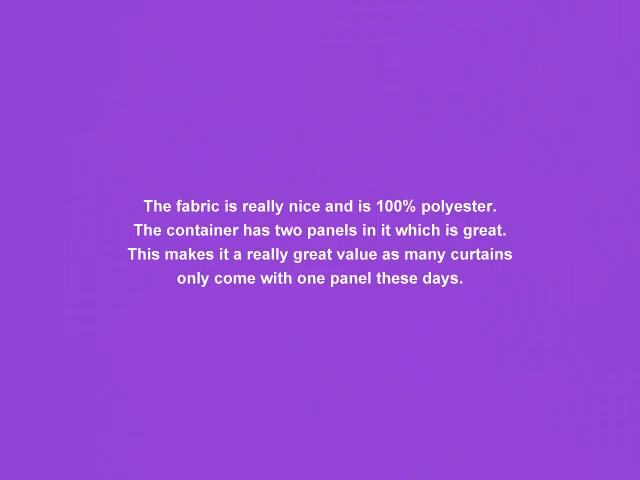 The fabric is really nice and is 100% polyester.
The container has two panels in it which is great.
This makes it a really great value as many curtains
only come with one panel these days.